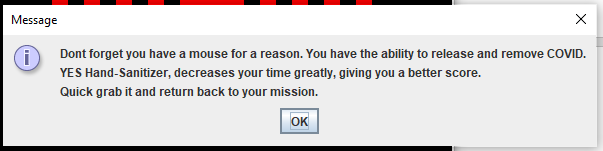 Message
Dont forget you have a mouse for a reason. You have the ability to release and remove COVID.
YES Hand-Sanitizer, decreases your time greatly, giving you a better score.
Quick grab it and return back to your mission.
OK